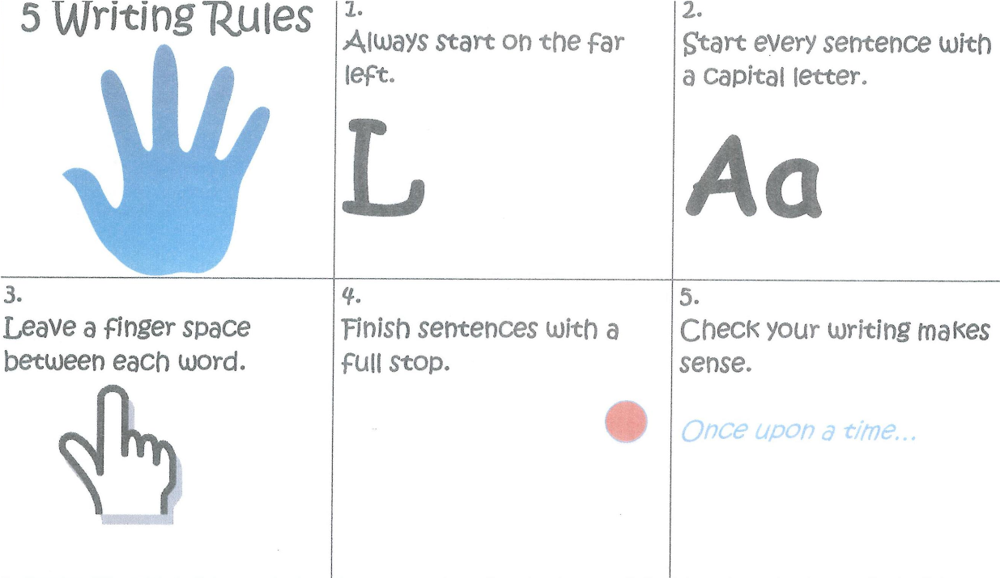 5 Writing Rules
1.
Always start on the far
left.
L
2.
Start every sentence with
a capital letter.
Aa
3.
Leave a finger space
between each word.
4.
Finish sentences with a
full stop.
5.
Check your writing makes
sense.
Once upon a time...